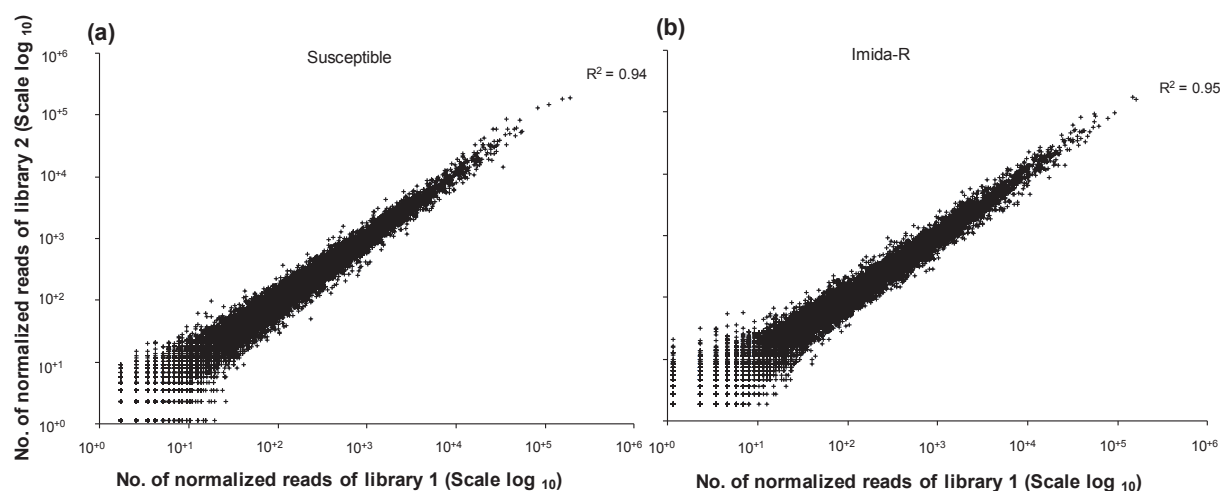 (a)
Susceptible
R² = 0.94
No. of normalized reads of library 2 (Scale log ₁₀)
10⁺⁶
10⁺⁵
10⁺⁴
10⁺³
10⁺²
10⁺¹
10⁺⁰
10⁺⁰ 10⁺¹ 10⁺² 10⁺³ 10⁺⁴ 10⁺⁵ 10⁺⁶
No. of normalized reads of library 1 (Scale log ₁₀)
(b)
Imida-R
R² = 0.95
10⁺⁰ 10⁺¹ 10⁺² 10⁺³ 10⁺⁴ 10⁺⁵ 10⁺⁶
No. of normalized reads of library 1 (Scale log ₁₀)